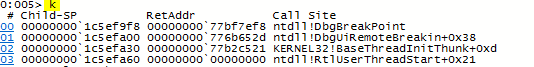 0:005> k
 # Child-SP          RetAddr           Call Site
00 00000000`1c5ef9f8 00000000`77bf7ef8 ntdll!DbgBreakPoint
01 00000000`1c5efa00 00000000`776b652d ntdll!DbgUiRemoteBreakin+0x38
02 00000000`1c5efa30 00000000`77b2c521 KERNEL32!BaseThreadInitThunk+0xd
03 00000000`1c5efa60 00000000`00000000 ntdll!RtlUserThreadStart+0x21